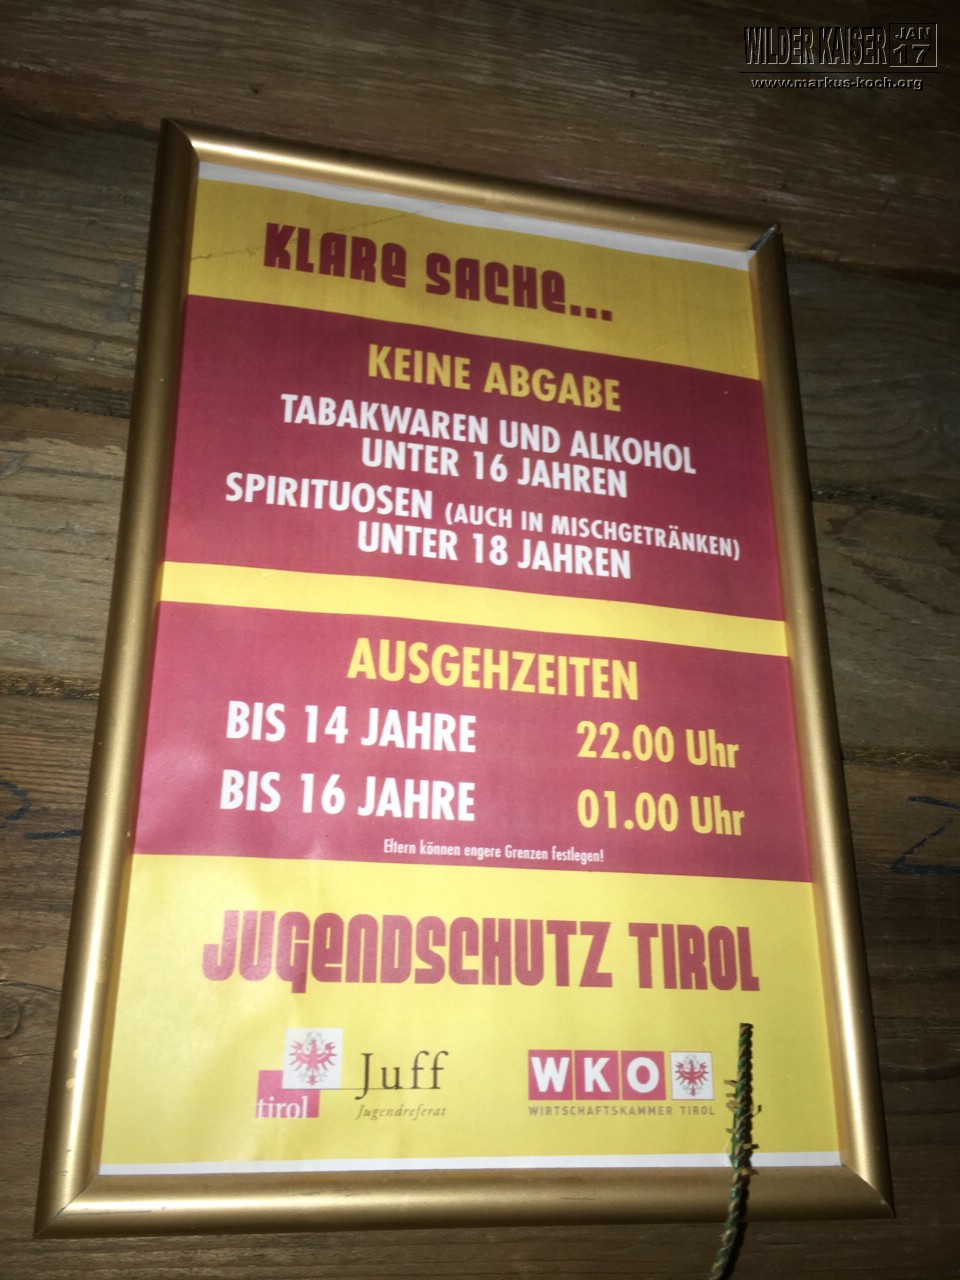 WILDER KAISER JAN 17
www.markus-koch.org
KLARE SACHE...
KEINE ABGABE
TABAKWAREN UND ALKOHOL
UNTER 16 JAHREN
SPIRITUOSEN (AUCH IN MISCHGETRÄNKEN)
UNTER 18 JAHREN
AUSGEHZEITEN
BIS 14 JAHRE 22.00 Uhr
BIS 16 JAHRE 01.00 Uhr
Eltern können engere Grenzen festlegen!
JUGENDSCHUTZ TIROL
tirol
Juff
Jugendreferat
WKO
WIRTSCHAFTSKAMMER TIROL